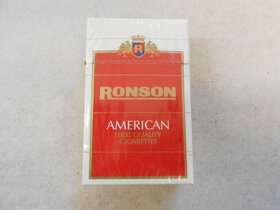 R
RONSON
AMERICAN
FIRST QUALITY
CIGARETTES